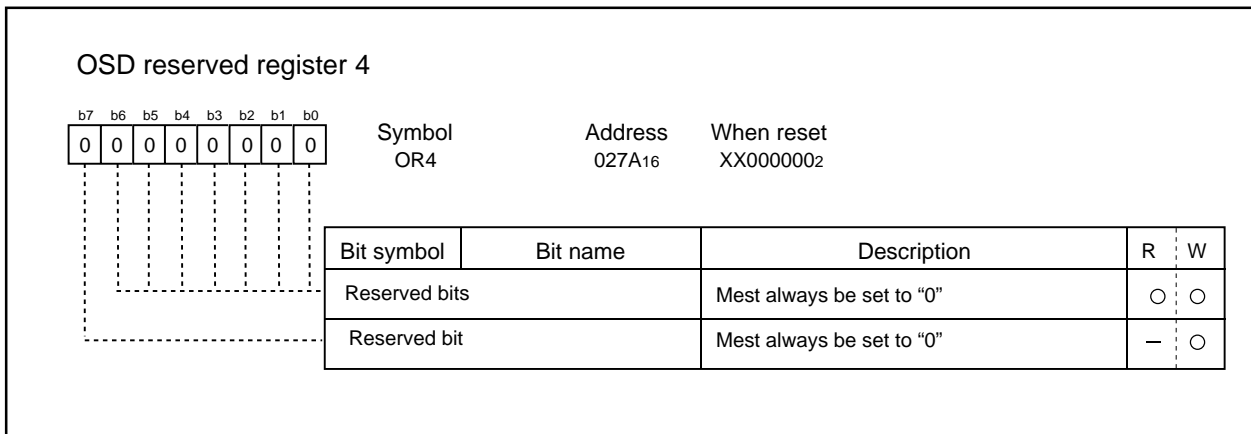 OSD reserved register 4
b7 b6 b5 b4 b3 b2 b1 b0
0 0 0 0 0 0 0 0
Symbol Address When reset
OR4 027A16 XX0000002
Bit symbol Bit name Description R W
Reserved bits Mest always be set to “0” ○ ○
Reserved bit Mest always be set to “0” – ○